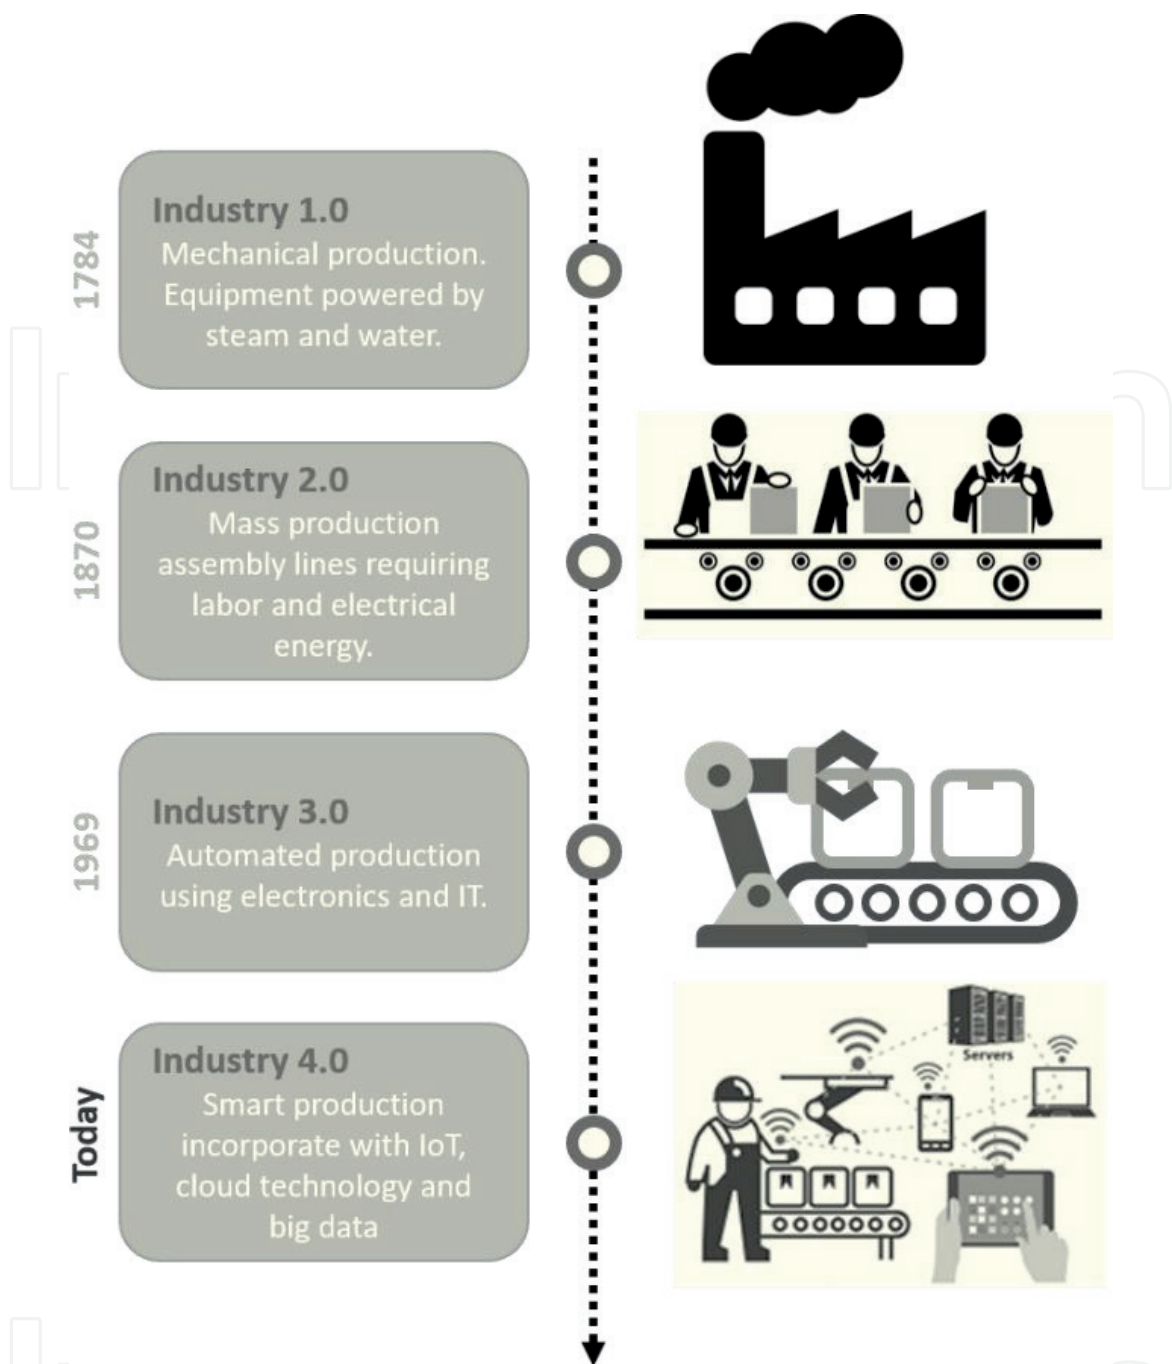 1784
Industry 1.0
Mechanical production.
Equipment powered by
steam and water.
1870
Industry 2.0
Mass production
assembly lines requiring
labor and electrical
energy.
1969
Industry 3.0
Automated production
using electronics and IT.
Today
Industry 4.0
Smart production
incorporate with IoT,
cloud technology and
big data
Servers